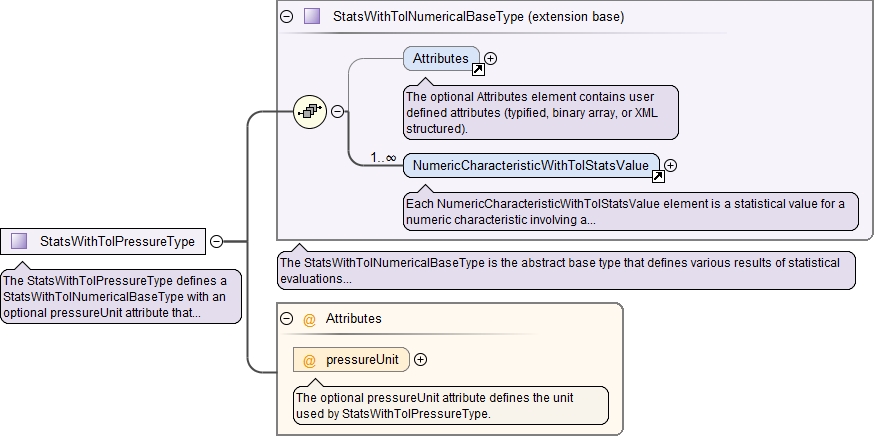 StatsWithTolNumericalBaseType (extension base)
Attributes
The optional Attributes element contains user
defined attributes (typified, binary array, or XML
structured).
1..∞
NumericCharacteristicWithTolStatsValue
Each NumericCharacteristicWithTolStatsValue element is a statistical value for a
numeric characteristic involving a...
StatsWithTolPressureType
The StatsWithTolPressureType defines a
StatsWithTolNumericalBaseType with an
optional pressureUnit attribute that...
The StatsWithTolNumericalBaseType is the abstract base type that defines various results of statistical
evaluations...
@ Attributes
@ pressureUnit
The optional pressureUnit attribute defines the unit
used by StatsWithTolPressureType.